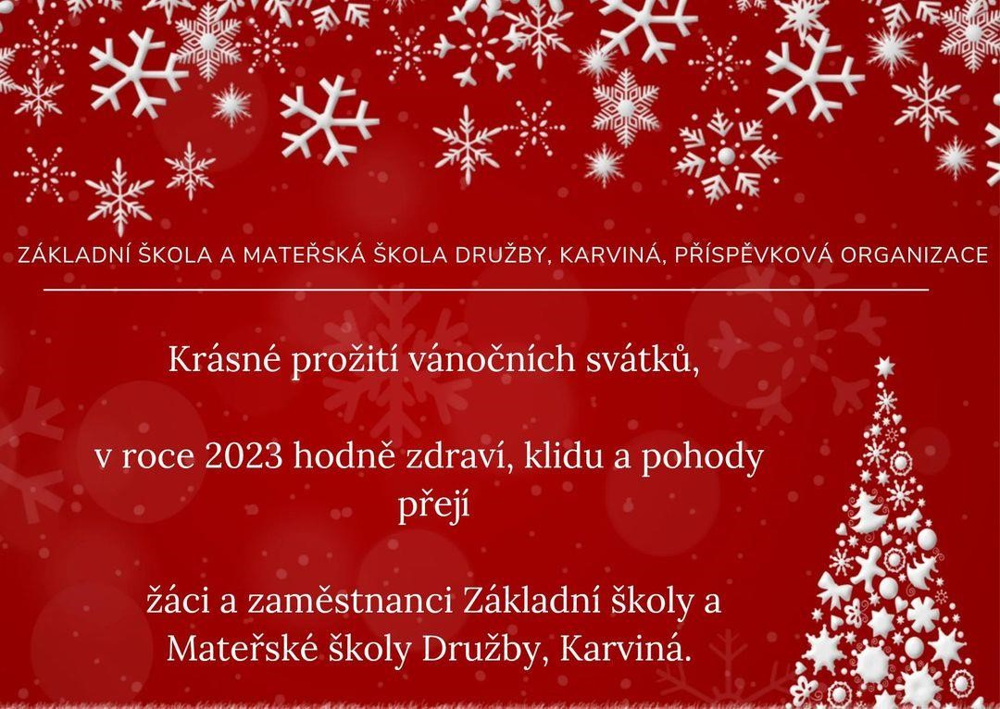 ZÁKLADNÍ ŠKOLA A MATEŘSKÁ ŠKOLA DRUŽBY, KARVINÁ, PŘÍSPĚVKOVÁ ORGANIZACE
Krásné prožití vánočních svátků,
v roce 2023 hodně zdraví, klidu a pohody
přejí
žáci a zaměstnanci Základní školy a
Mateřské školy Družby, Karviná.